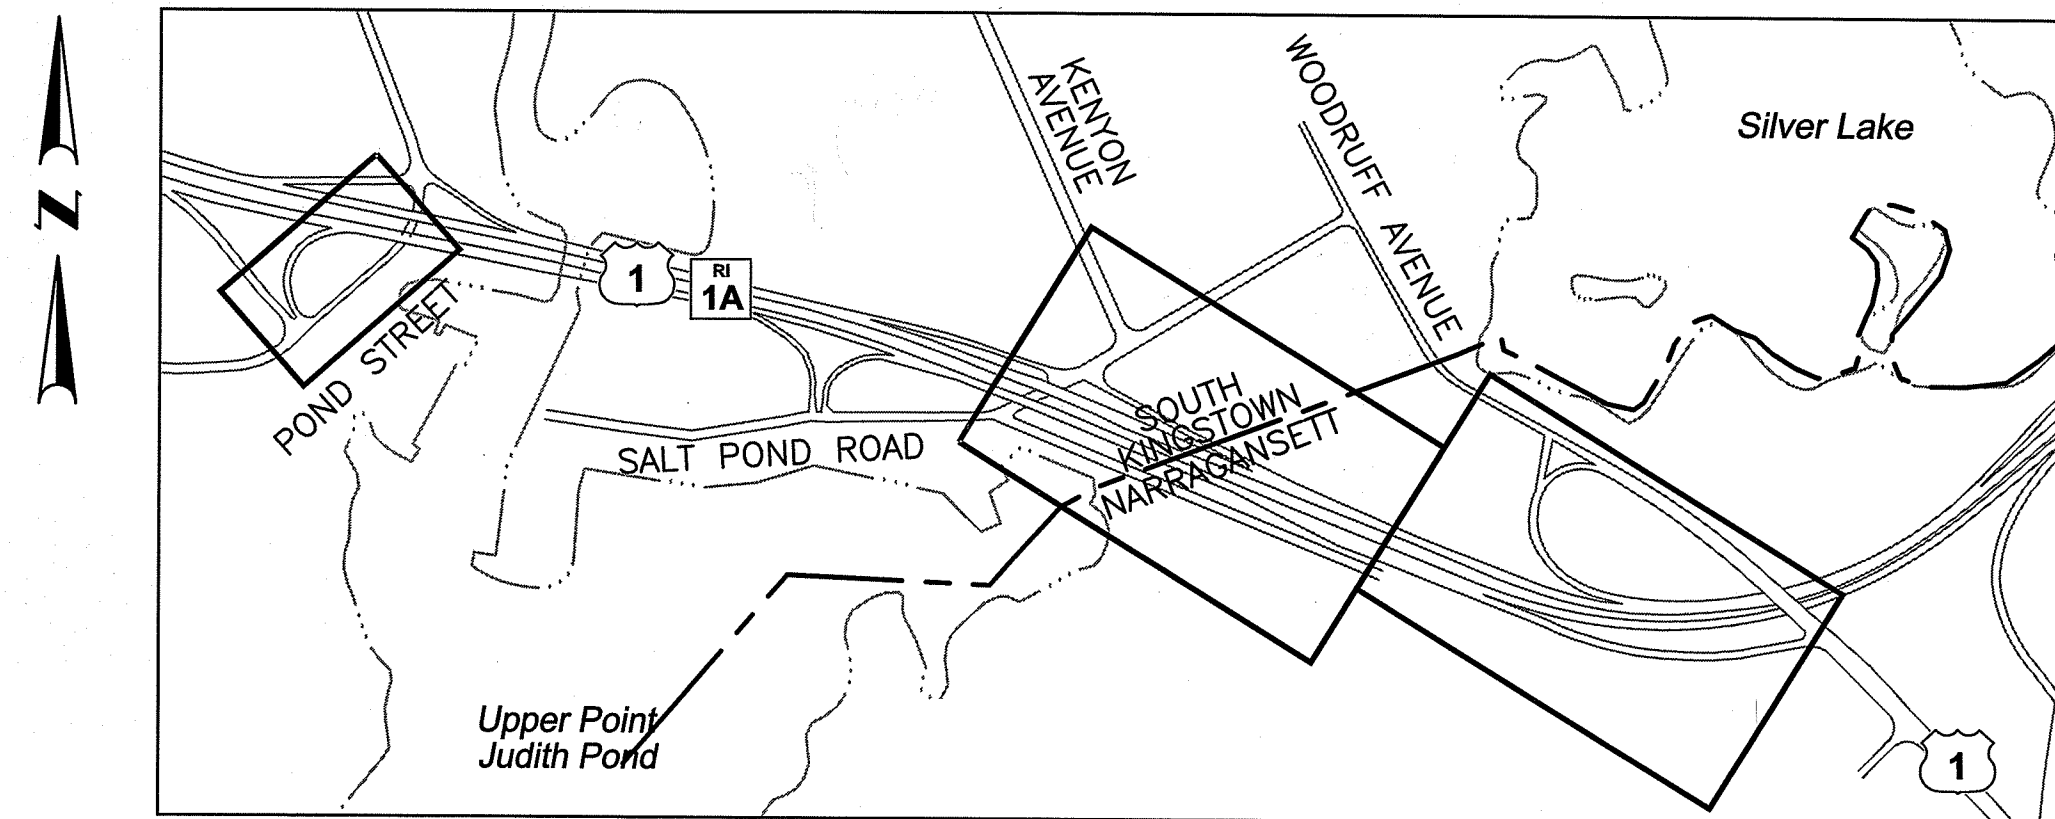 N
POND STREET
1
RI
1A
SALT POND ROAD
KENYON
AVENUE
WOODRUFF AVENUE
Silver Lake
SOUTH
KINGSTOWN
NARRAGANSETT
Upper Point
Judith Pond
1